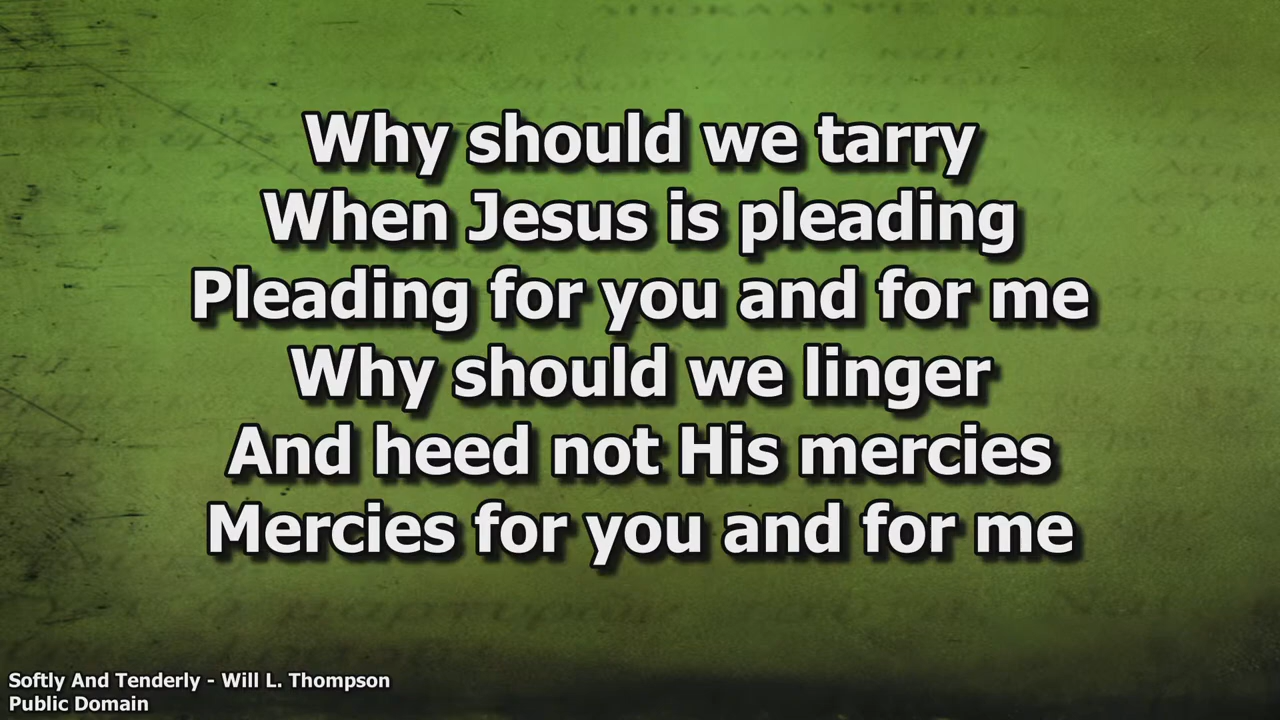 Why should we tarry
When Jesus is pleading
Pleading for you and for me
Why should we linger
And heed not His mercies
Mercies for you and for me
Softly And Tenderly - Will L. Thompson
Public Domain